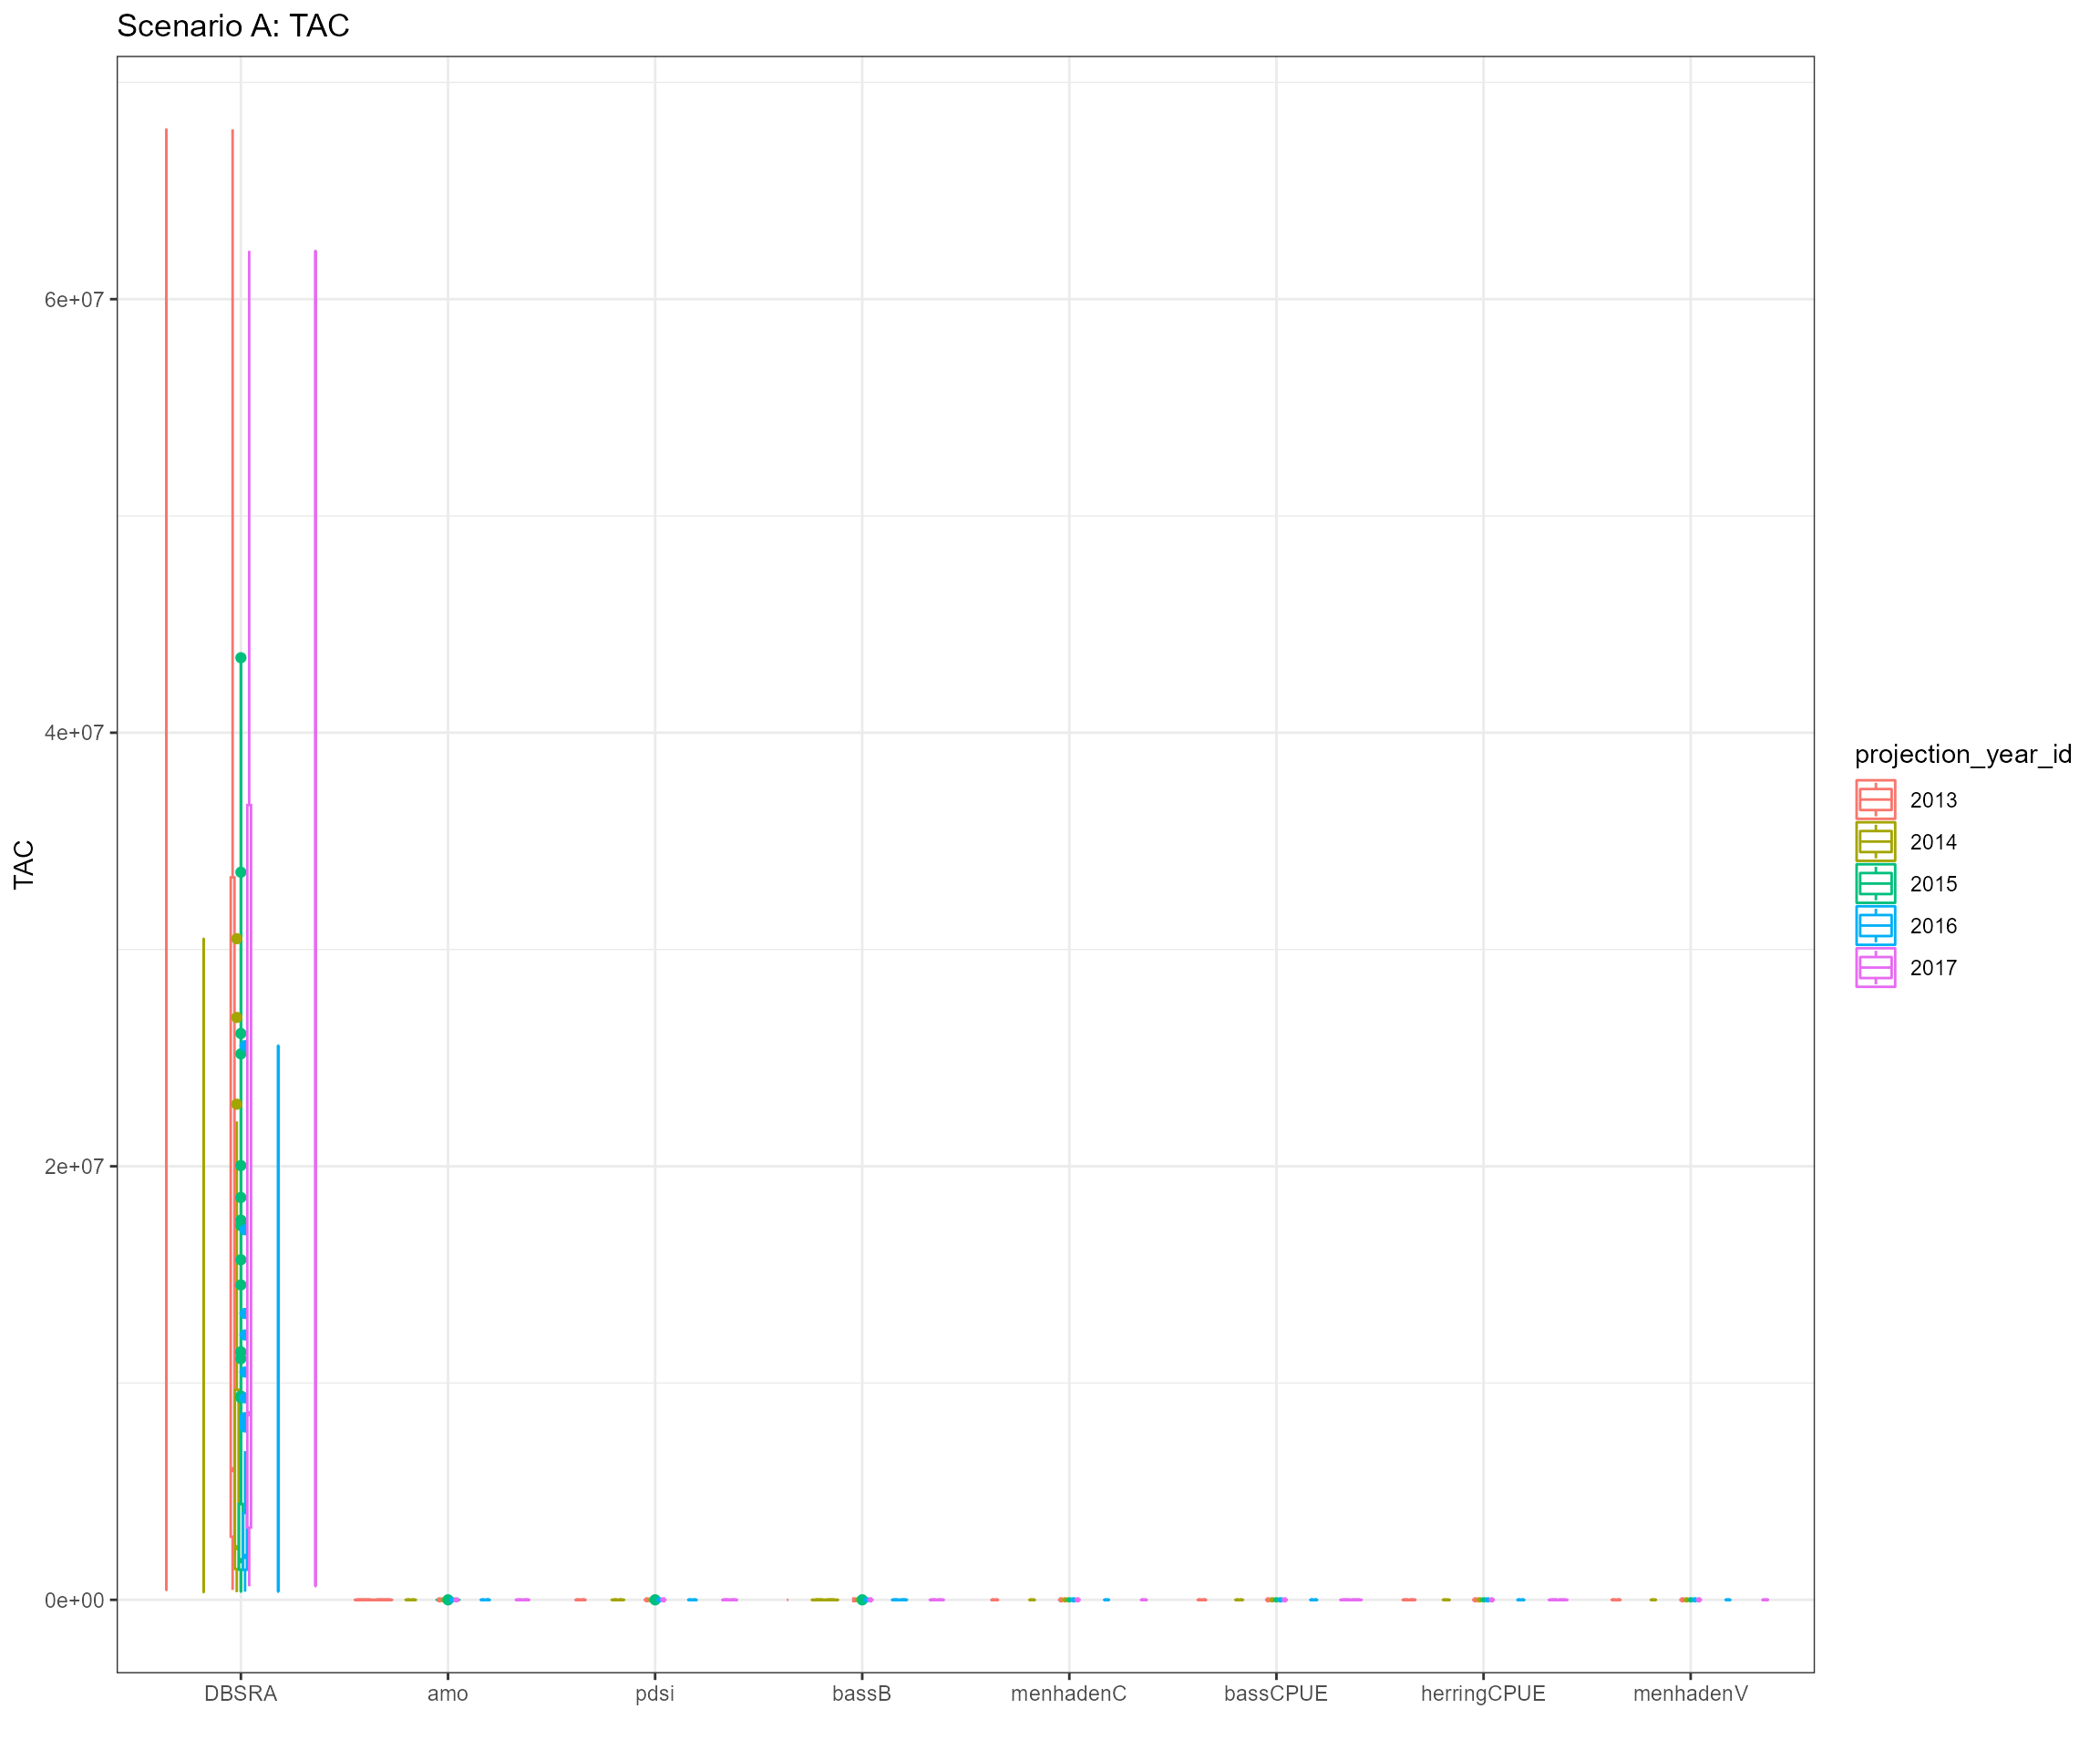 Scenario A: TAC
6e+07
4e+07
2e+07
0e+00
TAC
DBSRA amo pdsi bassB menhadenC bassCPUE herringCPUE menhadenV
projection_year_id
2013
2014
2015
2016
2017